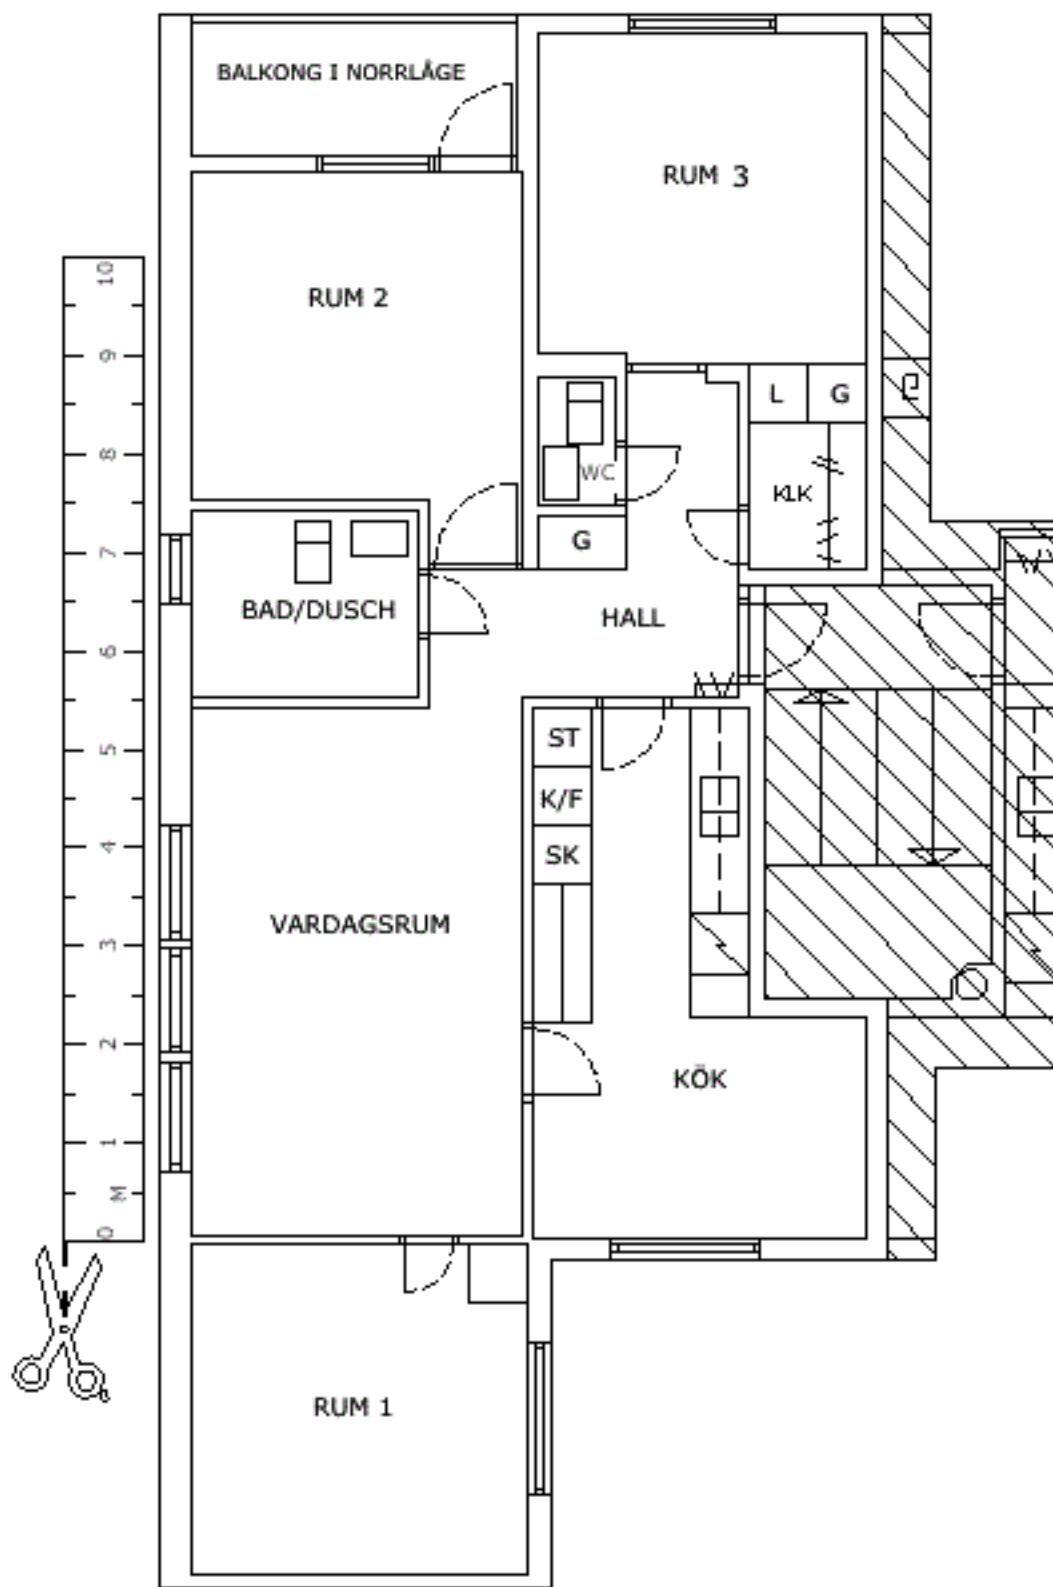 BALKONG I NORRLÅGE
RUM 3
RUM 2
L
G
WC
KLK
G
BAD/DUSCH
HALL
ST
K/F
SK
VARDAGSRUM
KÖK
RUM 1
10
9
8
7
6
5
4
3
2
1
M
0